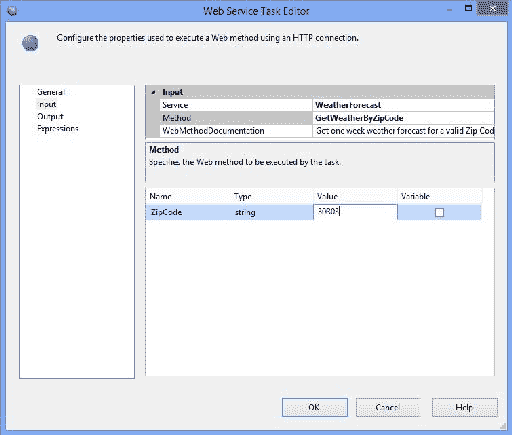 Web Service Task Editor
Configure the properties used to execute a Web method using an HTTP connection.
General
Input
Output
Expressions
Input
Service WeatherForecast
Method GetWeatherByZipCode
WebMethodDocumentation Get one week weather forecast for a valid Zip Cod
Method
Specifies the Web method to be executed by the task.
Name Type Value Variable
ZipCode string
OK Cancel Help